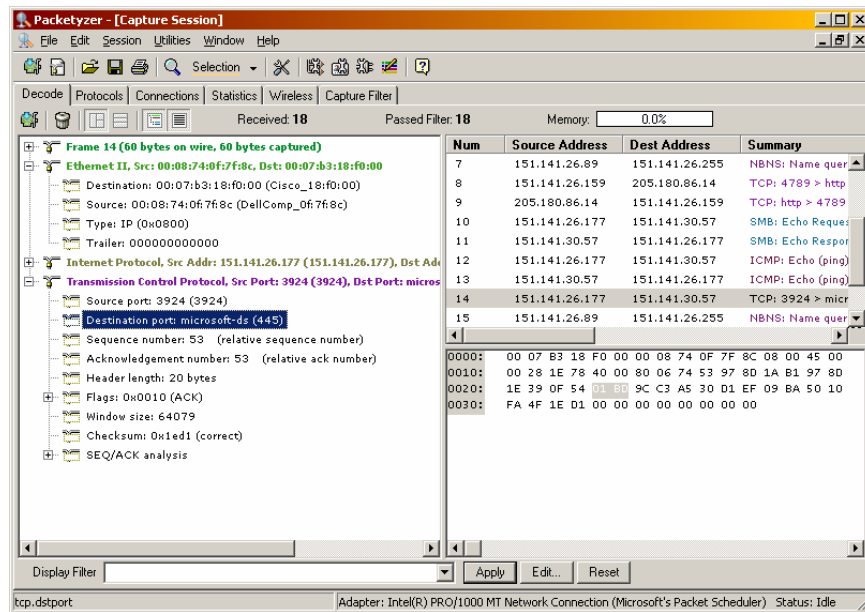 Packetyzer - [Capture Session]
File Edit Session Utilities Window Help
Selection
Decode Protocols Connections Statistics Wireless Capture Filter
Received: 18 Passed Filter: 18 Memory: 0.0%
Frame 14 (60 bytes on wire, 60 bytes captured)
Ethernet II, Src: 00:08:74:0f:7f:8c, Dst: 00:07:b3:18:f0:00
Destination: 00:07:b3:18:f0:00 (Cisco_18:f0:00)
Source: 00:08:74:0f:7f:8c (DellComp_0f:7f:8c)
Type: IP (0x0800)
Trailer: 000000000000
Internet Protocol, Src Addr: 151.141.26.177 (151.141.26.177), Dst Add
Transmission Control Protocol, Src Port: 3924 (3924), Dst Port: micros
Source port: 3924 (3924)
Destination port: microsoft-ds (445)
Sequence number: 53 (relative sequence number)
Acknowledgement number: 53 (relative ack number)
Header length: 20 bytes
Flags: 0x0010 (ACK)
Window size: 64079
Checksum: 0x1ed1 (correct)
SEQ/ACK analysis
Num Source Address Dest Address Summary
7 151.141.26.89 151.141.26.255 NBNS: Name quer
8 151.141.26.159 205.180.86.14 TCP: 4789 > http
9 205.180.86.14 151.141.26.159 TCP: http > 4789
10 151.141.26.177 151.141.30.57 SMB: Echo Reques
11 151.141.30.57 151.141.26.177 SMB: Echo Respor
12 151.141.26.177 151.141.30.57 ICMP: Echo (ping)
13 151.141.30.57 151.141.26.177 ICMP: Echo (ping)
14 151.141.26.177 151.141.30.57 TCP: 3924 > micr
15 151.141.26.89 151.141.26.255 NBNS: Name quer
0000: 00 07 B3 18 F0 00 00 08 74 0F 7F 8C 08 00 45 00
0010: 00 28 1E 78 40 00 80 06 74 53 97 8D 1A B1 97 8D
0020: 1E 39 0F 54 01 BD 9C C3 A5 30 D1 EF 09 BA 50 10
0030: FA 4F 1E D1 00 00 00 00 00 00 00 00
Display Filter Apply Edit... Reset
tcp.dstport Adapter: Intel(R) PRO/1000 MT Network Connection (Microsoft's Packet Scheduler) Status: Idle